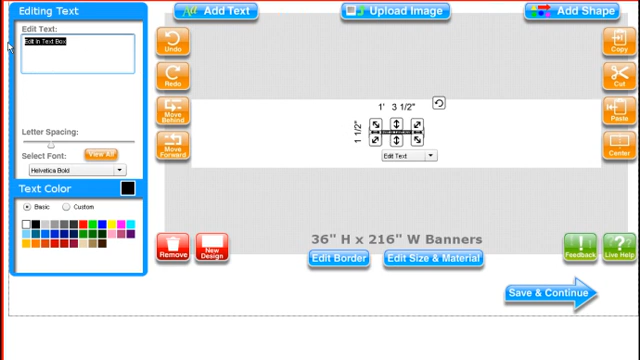 Editing Text
Add Text
Upload Image
Add Shape
Edit Text:
Edit In Text Box
Undo
Copy
Redo
Cut
1' 3 1/2"
1 1/2"
Move Behind
Paste
Letter Spacing:
Move Forward
Center
Select Font:
View All
Edit Text
Helvetica Bold
Text Color
Basic
Custom
36" H x 216" W Banners
Remove
New Design
Edit Border
Edit Size & Material
Feedback
Live Help
Save & Continue